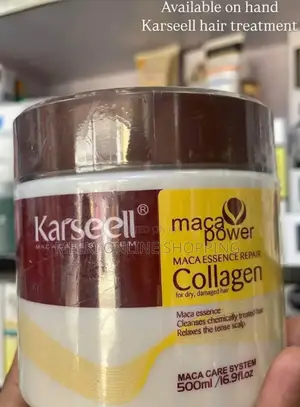 Available on hand
Karseell hair treatment
Karseell®
MACA CARE SYSTEM
maca
power
MACA ESSENCE REPAIR
Collagen
for dry, damaged hair
Maca essence
Cleanses chemically treated hair
Relaxes the tense scalp
MACA CARE SYSTEM
500ml /16.9fl.oz